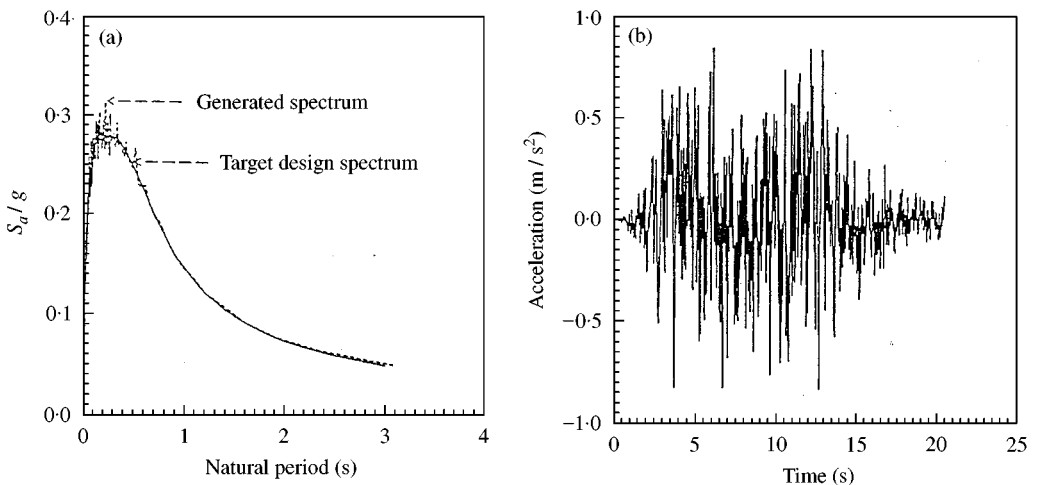 (a)
0·4
0·3
0·2
0·1
0·0
S_a / g
Generated spectrum
Target design spectrum
0 1 2 3 4
Natural period (s)
(b)
1·0
0·5
0·0
−0·5
−1·0
Acceleration (m / s²)
0 5 10 15 20 25
Time (s)